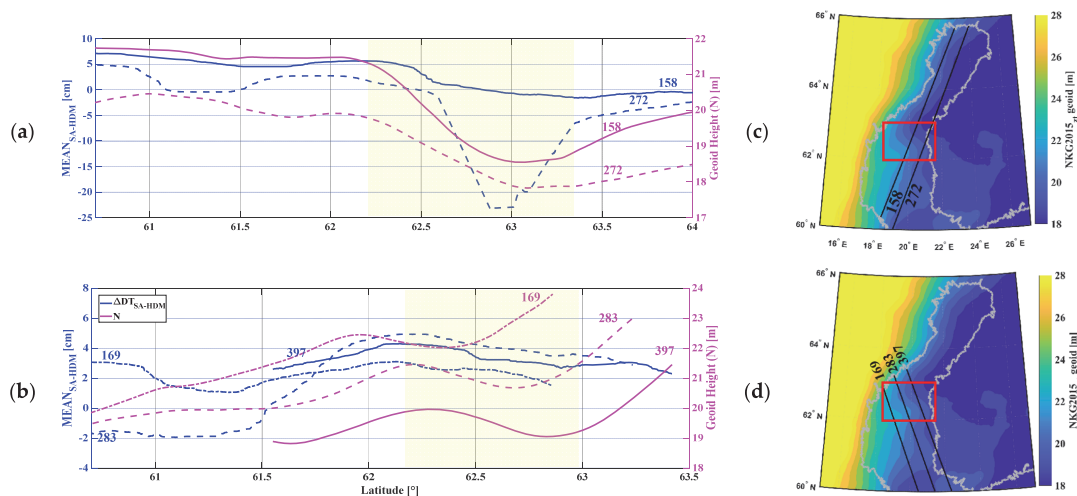 (a)
MEAN_SA-HDM [cm]
10
5
0
-5
-10
-15
-20
-25
61
61.5
62
62.5
63
63.5
64
158
272
158
272
22
21
20
19
18
17
Geoid Height (N) [m]
(c)
66°N
64°N
62°N
60°N
16°E
18°E
20°E
22°E
24°E
26°E
158
272
28
26
24
22
20
18
NKG2015_zt geoid [m]
(b)
MEAN_SA-HDM [cm]
8
6
4
2
0
-2
-4
ΔDT_SA-HDM
N
169
283
397
169
283
397
61
61.5
62
62.5
63
63.5
Latitude [°]
24
23
22
21
20
19
18
Geoid Height (N) [m]
(d)
66°N
64°N
62°N
60°N
169
283
397
28
26
24
22
20
18